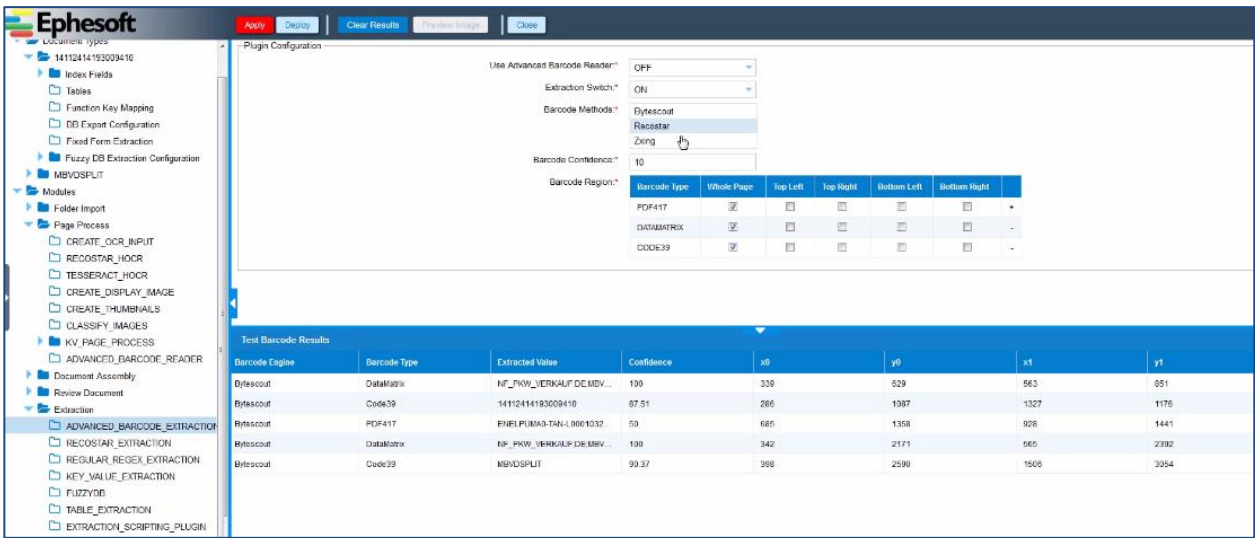 Ephesoft
Apply Deploy Clear Results Preview Image Close
Document Types
14112414193009410
Index Fields
Tables
Function Key Mapping
DB Export Configuration
Fixed Form Extraction
Fuzzy DB Extraction Configuration
MBVDSPLIT
Modules
Folder Import
Page Process
CREATE_OCR_INPUT
RECOSTAR_HOCR
TESSERACT_HOCR
CREATE_DISPLAY_IMAGE
CREATE_THUMBNAILS
CLASSIFY_IMAGES
KV_PAGE_PROCESS
ADVANCED_BARCODE_READER
Document Assembly
Review Document
Extraction
ADVANCED_BARCODE_EXTRACTION
RECOSTAR_EXTRACTION
REGULAR_REGEX_EXTRACTION
KEY_VALUE_EXTRACTION
FUZZYDB
TABLE_EXTRACTION
EXTRACTION_SCRIPTING_PLUGIN
Plugin Configuration
Use Advanced Barcode Reader:* OFF
Extraction Switch:* ON
Barcode Methods:* Bytescout
Recostar
Zxing
Barcode Confidence:* 10
Barcode Region:*
Barcode Type Whole Page Top Left Top Right Bottom Left Bottom Right
PDF417 +
DATAMATRIX -
CODE39 -
Test Barcode Results
Barcode Engine Barcode Type Extracted Value Confidence x0 y0 x1 y1
Bytescout DataMatrix NF_PKW_VERKAUF;DE;MBV... 100 339 629 563 851
Bytescout Code39 14112414193009410 87.51 286 1087 1327 1176
Bytescout PDF417 ENELPUMA0-TAN-L0001032 50 685 1358 928 1441
Bytescout DataMatrix NF_PKW_VERKAUF;DE;MBV... 100 342 2171 565 2392
Bytescout Code39 MBVDSPLIT 90.37 398 2590 1506 3054